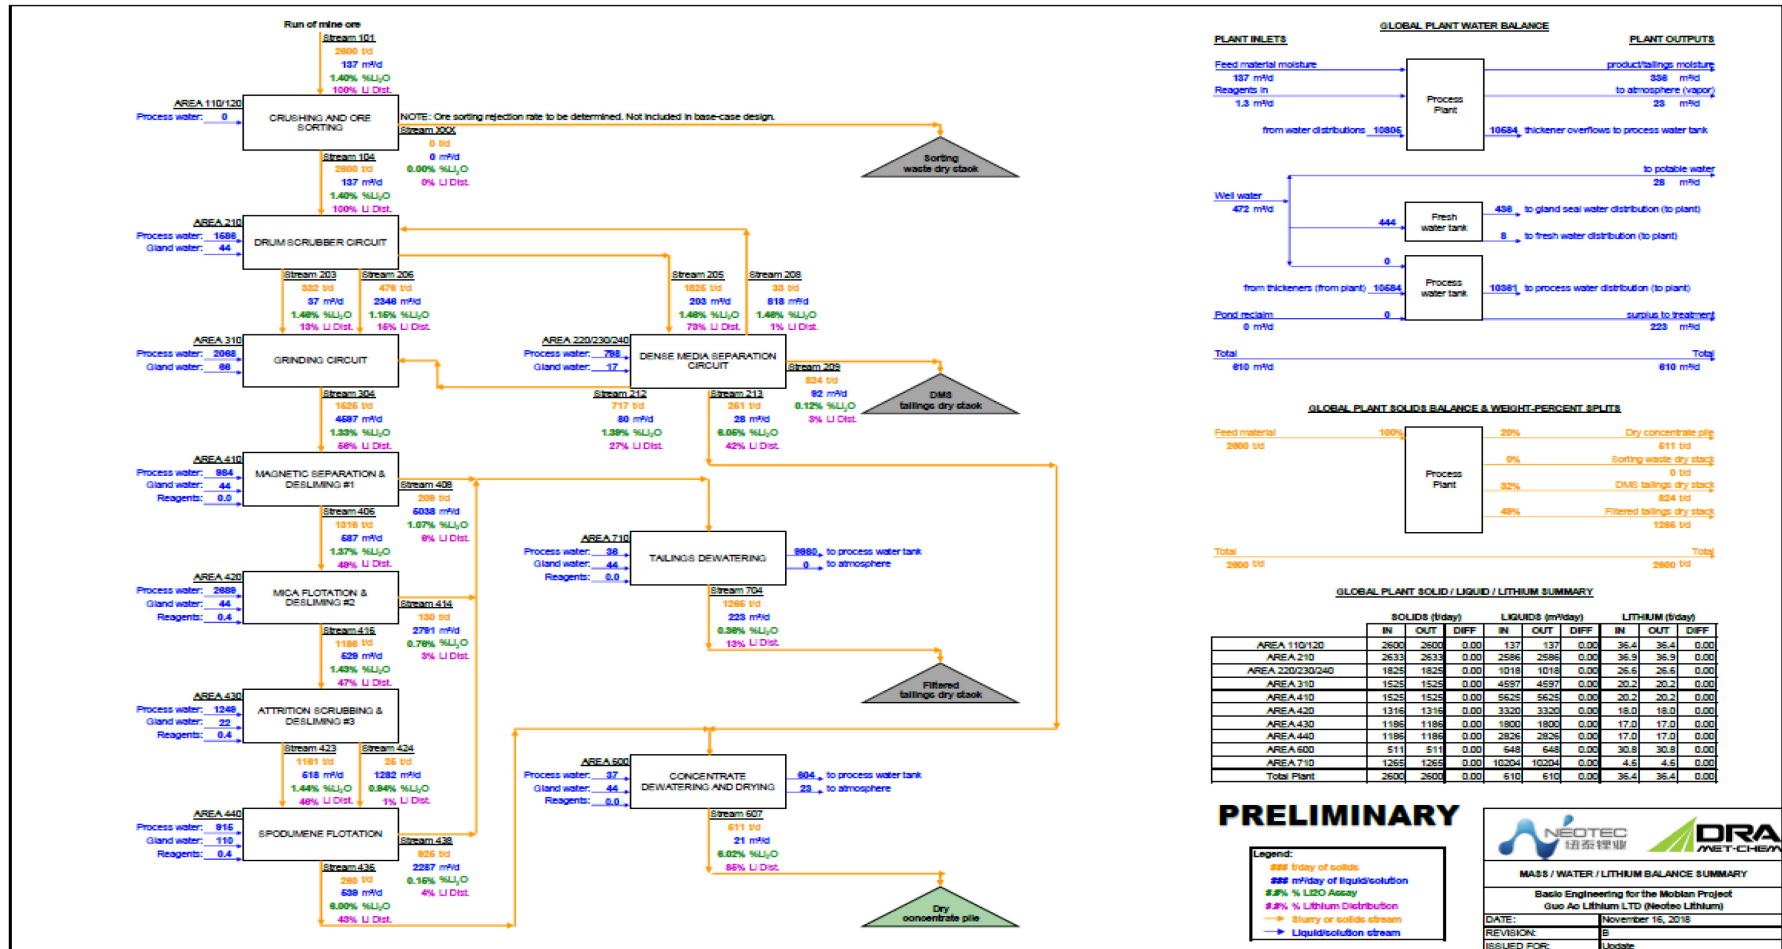 Run of mine ore
Stream 101
2600 t/d
137 m³/d
1.40% %Li₂O
100% Li Dist.
AREA 110/120
Process water: 0
CRUSHING AND ORE
SORTING
NOTE: Ore sorting rejection rate to be determined. Not included in base-case design.
Stream XXX
0 t/d
0 m³/d
0.00% %Li₂O
0% Li Dist.
Sorting
waste dry stack
Stream 104
2600 t/d
137 m³/d
1.40% %Li₂O
100% Li Dist.
AREA 210
Process water: 1586
Gland water: 44
DRUM SCRUBBER CIRCUIT
Stream 203
332 t/d
37 m³/d
1.46% %Li₂O
13% Li Dist.
Stream 206
476 t/d
2346 m³/d
1.15% %Li₂O
15% Li Dist.
Stream 205
1825 t/d
203 m³/d
1.46% %Li₂O
73% Li Dist.
Stream 208
33 t/d
818 m³/d
1.46% %Li₂O
1% Li Dist.
AREA 310
Process water: 2068
Gland water: 66
GRINDING CIRCUIT
AREA 220/230/240
Process water: 798
Gland water: 17
DENSE MEDIA SEPARATION
CIRCUIT
Stream 209
824 t/d
92 m³/d
0.12% %Li₂O
3% Li Dist.
DMS
tailings dry stack
Stream 304
1525 t/d
4597 m³/d
1.33% %Li₂O
56% Li Dist.
Stream 212
717 t/d
80 m³/d
1.39% %Li₂O
27% Li Dist.
Stream 213
251 t/d
28 m³/d
6.05% %Li₂O
42% Li Dist.
AREA 410
Process water: 984
Gland water: 44
Reagents: 0.0
MAGNETIC SEPARATION &
DESLIMING #1
Stream 408
209 t/d
5038 m³/d
1.07% %Li₂O
6% Li Dist.
Stream 405
1316 t/d
587 m³/d
1.37% %Li₂O
49% Li Dist.
AREA 710
Process water: 36
Gland water: 44
Reagents: 0.0
TAILINGS DEWATERING
9980 to process water tank
0 to atmosphere
Stream 704
1265 t/d
223 m³/d
0.36% %Li₂O
13% Li Dist.
Filtered
tailings dry stack
AREA 420
Process water: 2689
Gland water: 44
Reagents: 0.4
MICA FLOTATION &
DESLIMING #2
Stream 414
130 t/d
2791 m³/d
0.76% %Li₂O
3% Li Dist.
Stream 415
1186 t/d
529 m³/d
1.43% %Li₂O
47% Li Dist.
AREA 430
Process water: 1249
Gland water: 22
Reagents: 0.4
ATTRITION SCRUBBING &
DESLIMING #3
Stream 423
1161 t/d
518 m³/d
1.44% %Li₂O
46% Li Dist.
Stream 424
25 t/d
1282 m³/d
0.94% %Li₂O
1% Li Dist.
AREA 600
Process water: 37
Gland water: 44
Reagents: 0.0
CONCENTRATE
DEWATERING AND DRYING
604 to process water tank
23 to atmosphere
Stream 607
511 t/d
21 m³/d
6.02% %Li₂O
85% Li Dist.
Dry
concentrate pile
AREA 440
Process water: 915
Gland water: 110
Reagents: 0.4
SPODUMENE FLOTATION
Stream 438
925 t/d
2287 m³/d
0.15% %Li₂O
4% Li Dist.
Stream 436
260 t/d
539 m³/d
6.00% %Li₂O
43% Li Dist.
GLOBAL PLANT WATER BALANCE
PLANT INLETS PLANT OUTPUTS
Feed material moisture
137 m³/d
Reagents in
1.3 m³/d
from water distributions 10805
Process
Plant
product/tailings moisture
336 m³/d
to atmosphere (vapor)
23 m³/d
10584 thickener overflows to process water tank
to potable water
28 m³/d
Well water
472 m³/d
444
Fresh
water tank
436 to gland seal water distribution (to plant)
8 to fresh water distribution (to plant)
0
from thickeners (from plant) 10584
Process
water tank
10361 to process water distribution (to plant)
Pond reclaim
0 m³/d
0
surplus to treatment
223 m³/d
Total Total
610 m³/d 610 m³/d
GLOBAL PLANT SOLIDS BALANCE & WEIGHT-PERCENT SPLITS
Feed material 100%
2600 t/d
Process
Plant
20% Dry concentrate pile
511 t/d
0% Sorting waste dry stack
0 t/d
32% DMS tailings dry stack
824 t/d
49% Filtered tailings dry stack
1265 t/d
Total Total
2600 t/d 2600 t/d
GLOBAL PLANT SOLID / LIQUID / LITHIUM SUMMARY
SOLIDS (t/day) LIQUIDS (m³/day) LITHIUM (t/day)
IN OUT DIFF IN OUT DIFF IN OUT DIFF
AREA 110/120 2600 2600 0.00 137 137 0.00 36.4 36.4 0.00
AREA 210 2633 2633 0.00 2586 2586 0.00 36.9 36.9 0.00
AREA 220/230/240 1825 1825 0.00 1018 1018 0.00 26.6 26.6 0.00
AREA 310 1525 1525 0.00 4597 4597 0.00 20.2 20.2 0.00
AREA 410 1525 1525 0.00 5625 5625 0.00 20.2 20.2 0.00
AREA 420 1316 1316 0.00 3320 3320 0.00 18.0 18.0 0.00
AREA 430 1186 1186 0.00 1800 1800 0.00 17.0 17.0 0.00
AREA 440 1186 1186 0.00 2826 2826 0.00 17.0 17.0 0.00
AREA 600 511 511 0.00 648 648 0.00 30.8 30.8 0.00
AREA 710 1265 1265 0.00 10204 10204 0.00 4.6 4.6 0.00
Total Plant 2600 2600 0.00 610 610 0.00 36.4 36.4 0.00
PRELIMINARY
Legend:
### t/day of solids
### m³/day of liquid/solution
#.#% % Li2O Assay
#.#% % Lithium Distribution
Slurry or solids stream
Liquid/solution stream
NEOTEC
DRA
MET-CHEM
MASS / WATER / LITHIUM BALANCE SUMMARY
Basic Engineering for the Moblan Project
Guo Ao Lithium LTD (Neotec Lithium)
DATE: November 16, 2018
REVISION: B
ISSUED FOR: Update